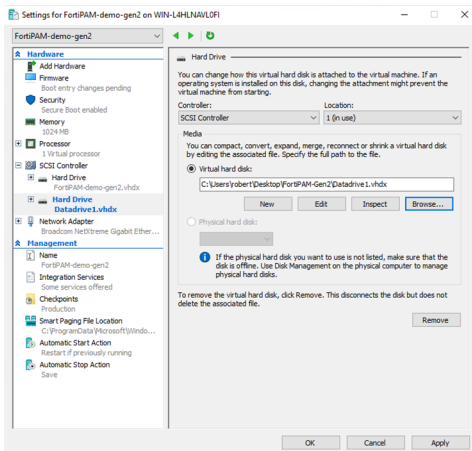 Settings for FortiPAM-demo-gen2 on WIN-L4HLNAVL0FI
FortiPAM-demo-gen2
Hardware
Add Hardware
Firmware
Boot entry changes pending
Security
Secure Boot enabled
Memory
1024 MB
Processor
1 Virtual processor
SCSI Controller
Hard Drive
FortiPAM-demo-gen2.vhdx
Hard Drive
Datadrive1.vhdx
Network Adapter
Broadcom NetXtreme Gigabit Ether...
Management
Name
FortiPAM-demo-gen2
Integration Services
Some services offered
Checkpoints
Production
Smart Paging File Location
C:\ProgramData\Microsoft\Windo...
Automatic Start Action
Restart if previously running
Automatic Stop Action
Save
Hard Drive
You can change how this virtual hard disk is attached to the virtual machine. If an
operating system is installed on this disk, changing the attachment might prevent the
virtual machine from starting.
Controller:
Location:
SCSI Controller
1 (in use)
Media
You can compact, convert, expand, merge, reconnect or shrink a virtual hard disk
by editing the associated file. Specify the full path to the file.
Virtual hard disk:
C:\Users\robert\Desktop\FortiPAM-Gen2\Datadrive1.vhdx
New
Edit
Inspect
Browse...
Physical hard disk:
If the physical hard disk you want to use is not listed, make sure that the
disk is offline. Use Disk Management on the physical computer to manage
physical hard disks.
To remove the virtual hard disk, click Remove. This disconnects the disk but does not
delete the associated file.
Remove
OK
Cancel
Apply